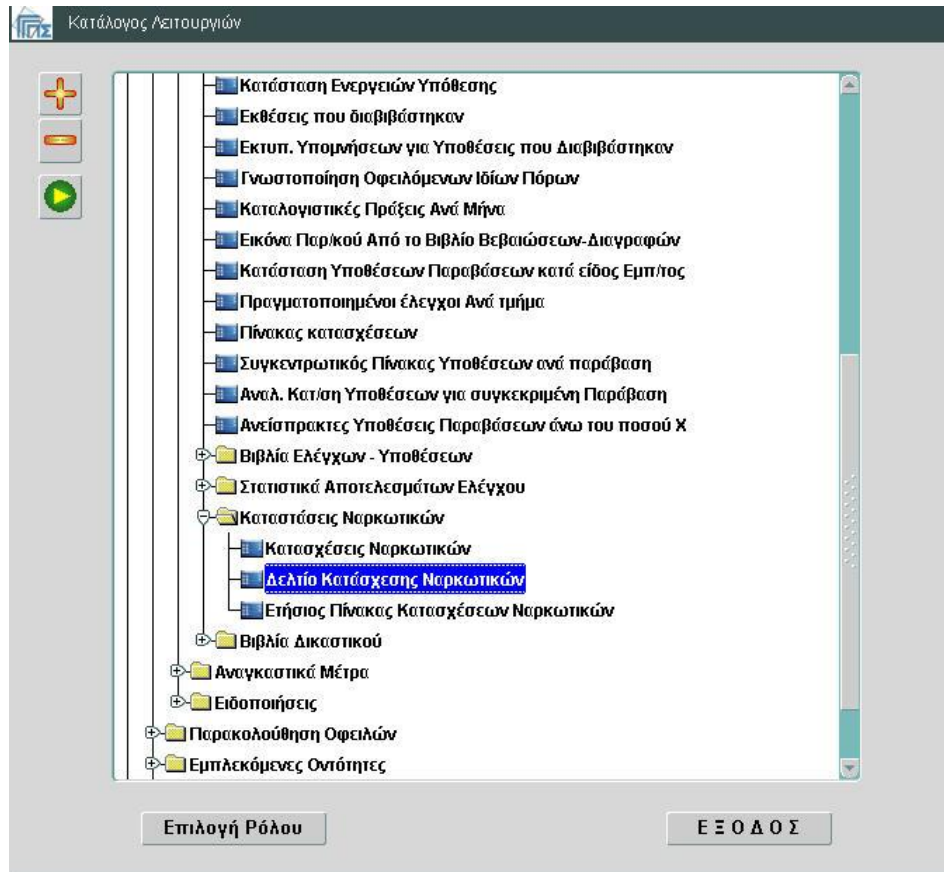 Κατάλογος Λειτουργιών
Κατάσταση Ενεργειών Υπόθεσης
Εκθέσεις που διαβιβάστηκαν
Εκτυπ. Υπομνήσεων για Υποθέσεις που Διαβιβάστηκαν
Γνωστοποίηση Οφειλόμενων Ιδίων Πόρων
Καταλογιστικές Πράξεις Ανά Μήνα
Εικόνα Παρ/κού Από το Βιβλίο Βεβαιώσεων-Διαγραφών
Κατάσταση Υποθέσεων Παραβάσεων κατά είδος Εμπ/τος
Πραγματοποιημένοι έλεγχοι Ανά τμήμα
Πίνακας κατασχέσεων
Συγκεντρωτικός Πίνακας Υποθέσεων ανά παράβαση
Αναλ. Κατ/ση Υποθέσεων για συγκεκριμένη Παράβαση
Ανείσπρακτες Υποθέσεις Παραβάσεων άνω του ποσού Χ
Βιβλία Ελέγχων - Υποθέσεων
Στατιστικά Αποτελεσμάτων Ελέγχου
Καταστάσεις Ναρκωτικών
Κατασχέσεις Ναρκωτικών
Δελτίο Κατάσχεσης Ναρκωτικών
Ετήσιος Πίνακας Κατασχέσεων Ναρκωτικών
Βιβλία Δικαστικού
Αναγκαστικά Μέτρα
Ειδοποιήσεις
Παρακολούθηση Οφειλών
Εμπλεκόμενες Οντότητες
Επιλογή Ρόλου
Ε Ξ Ο Δ Ο Σ